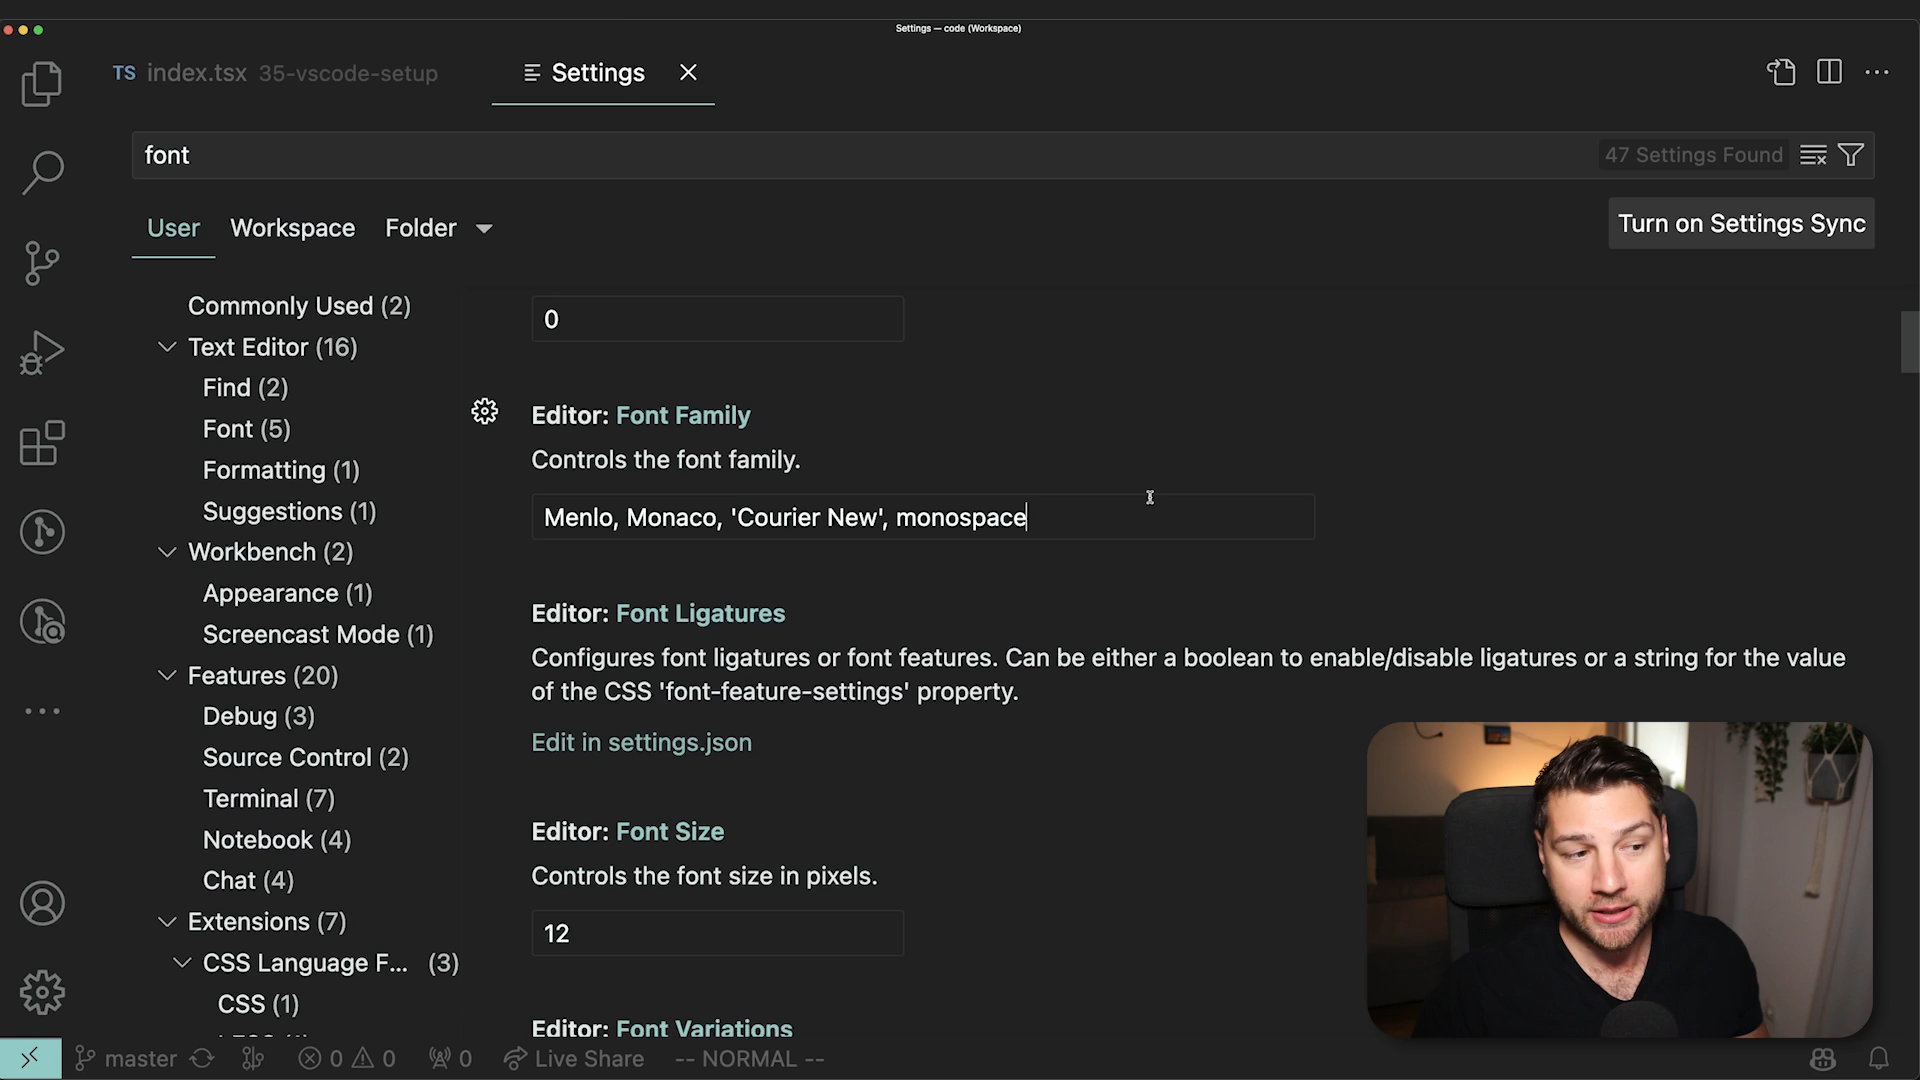 Settings — code (Workspace)
TS index.tsx 35-vscode-setup
Settings
font
47 Settings Found
User Workspace Folder
Turn on Settings Sync
Commonly Used (2)
Text Editor (16)
Find (2)
Font (5)
Formatting (1)
Suggestions (1)
Workbench (2)
Appearance (1)
Screencast Mode (1)
Features (20)
Debug (3)
Source Control (2)
Terminal (7)
Notebook (4)
Chat (4)
Extensions (7)
CSS Language F... (3)
CSS (1)
0
Editor: Font Family
Controls the font family.
Menlo, Monaco, 'Courier New', monospace
Editor: Font Ligatures
Configures font ligatures or font features. Can be either a boolean to enable/disable ligatures or a string for the value
of the CSS 'font-feature-settings' property.
Edit in settings.json
Editor: Font Size
Controls the font size in pixels.
12
Editor: Font Variations
master 0 0 0 Live Share -- NORMAL --